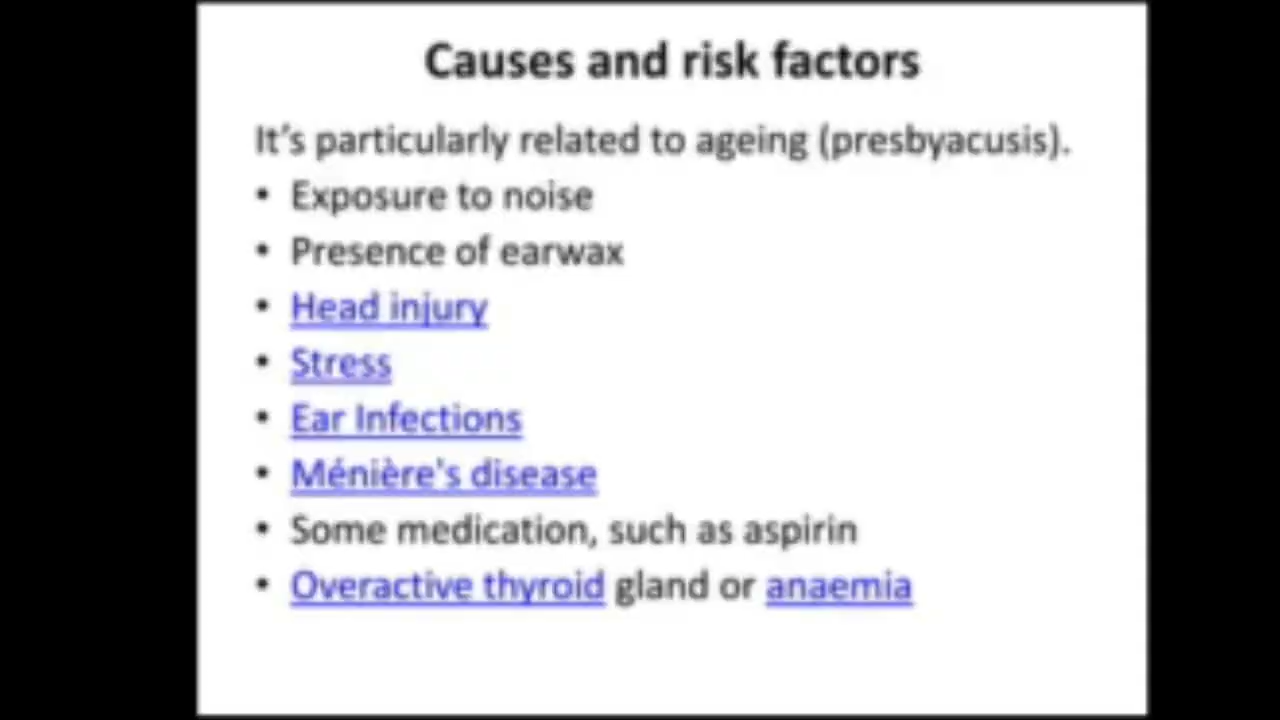 Causes and risk factors
It's particularly related to ageing (presbyacusis).
• Exposure to noise
• Presence of earwax
• Head injury
• Stress
• Ear Infections
• Ménière's disease
• Some medication, such as aspirin
• Overactive thyroid gland or anaemia